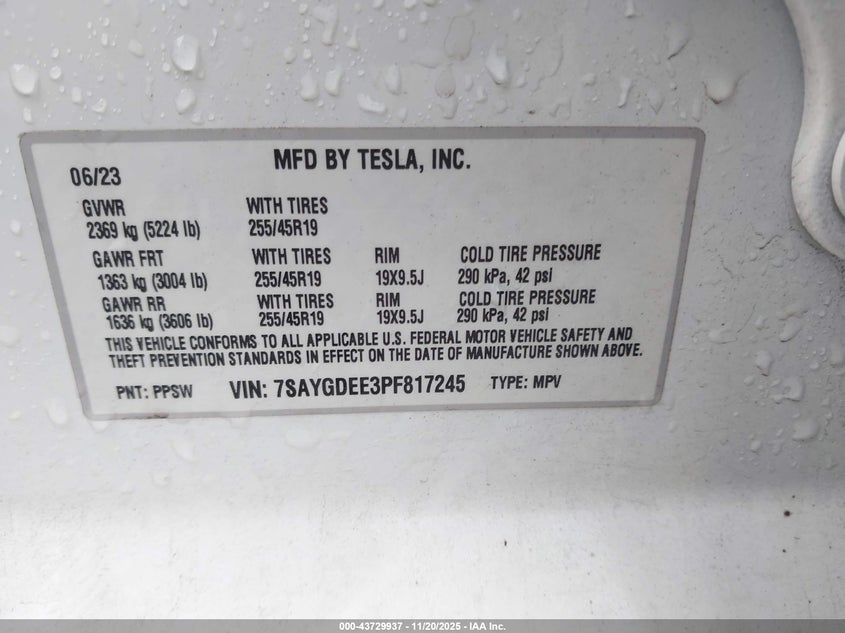 MFD BY TESLA, INC.
06/23
GVWR WITH TIRES
2369 kg (5224 lb) 255/45R19
GAWR FRT WITH TIRES RIM COLD TIRE PRESSURE
1363 kg (3004 lb) 255/45R19 19X9.5J 290 kPa, 42 psi
GAWR RR WITH TIRES RIM COLD TIRE PRESSURE
1636 kg (3606 lb) 255/45R19 19X9.5J 290 kPa, 42 psi
THIS VEHICLE CONFORMS TO ALL APPLICABLE U.S. FEDERAL MOTOR VEHICLE SAFETY AND
THEFT PREVENTION STANDARDS IN EFFECT ON THE DATE OF MANUFACTURE SHOWN ABOVE.
PNT: PPSW VIN: 7SAYGDEE3PF817245 TYPE: MPV
000-43729937 - 11/20/2025 - IAA Inc.